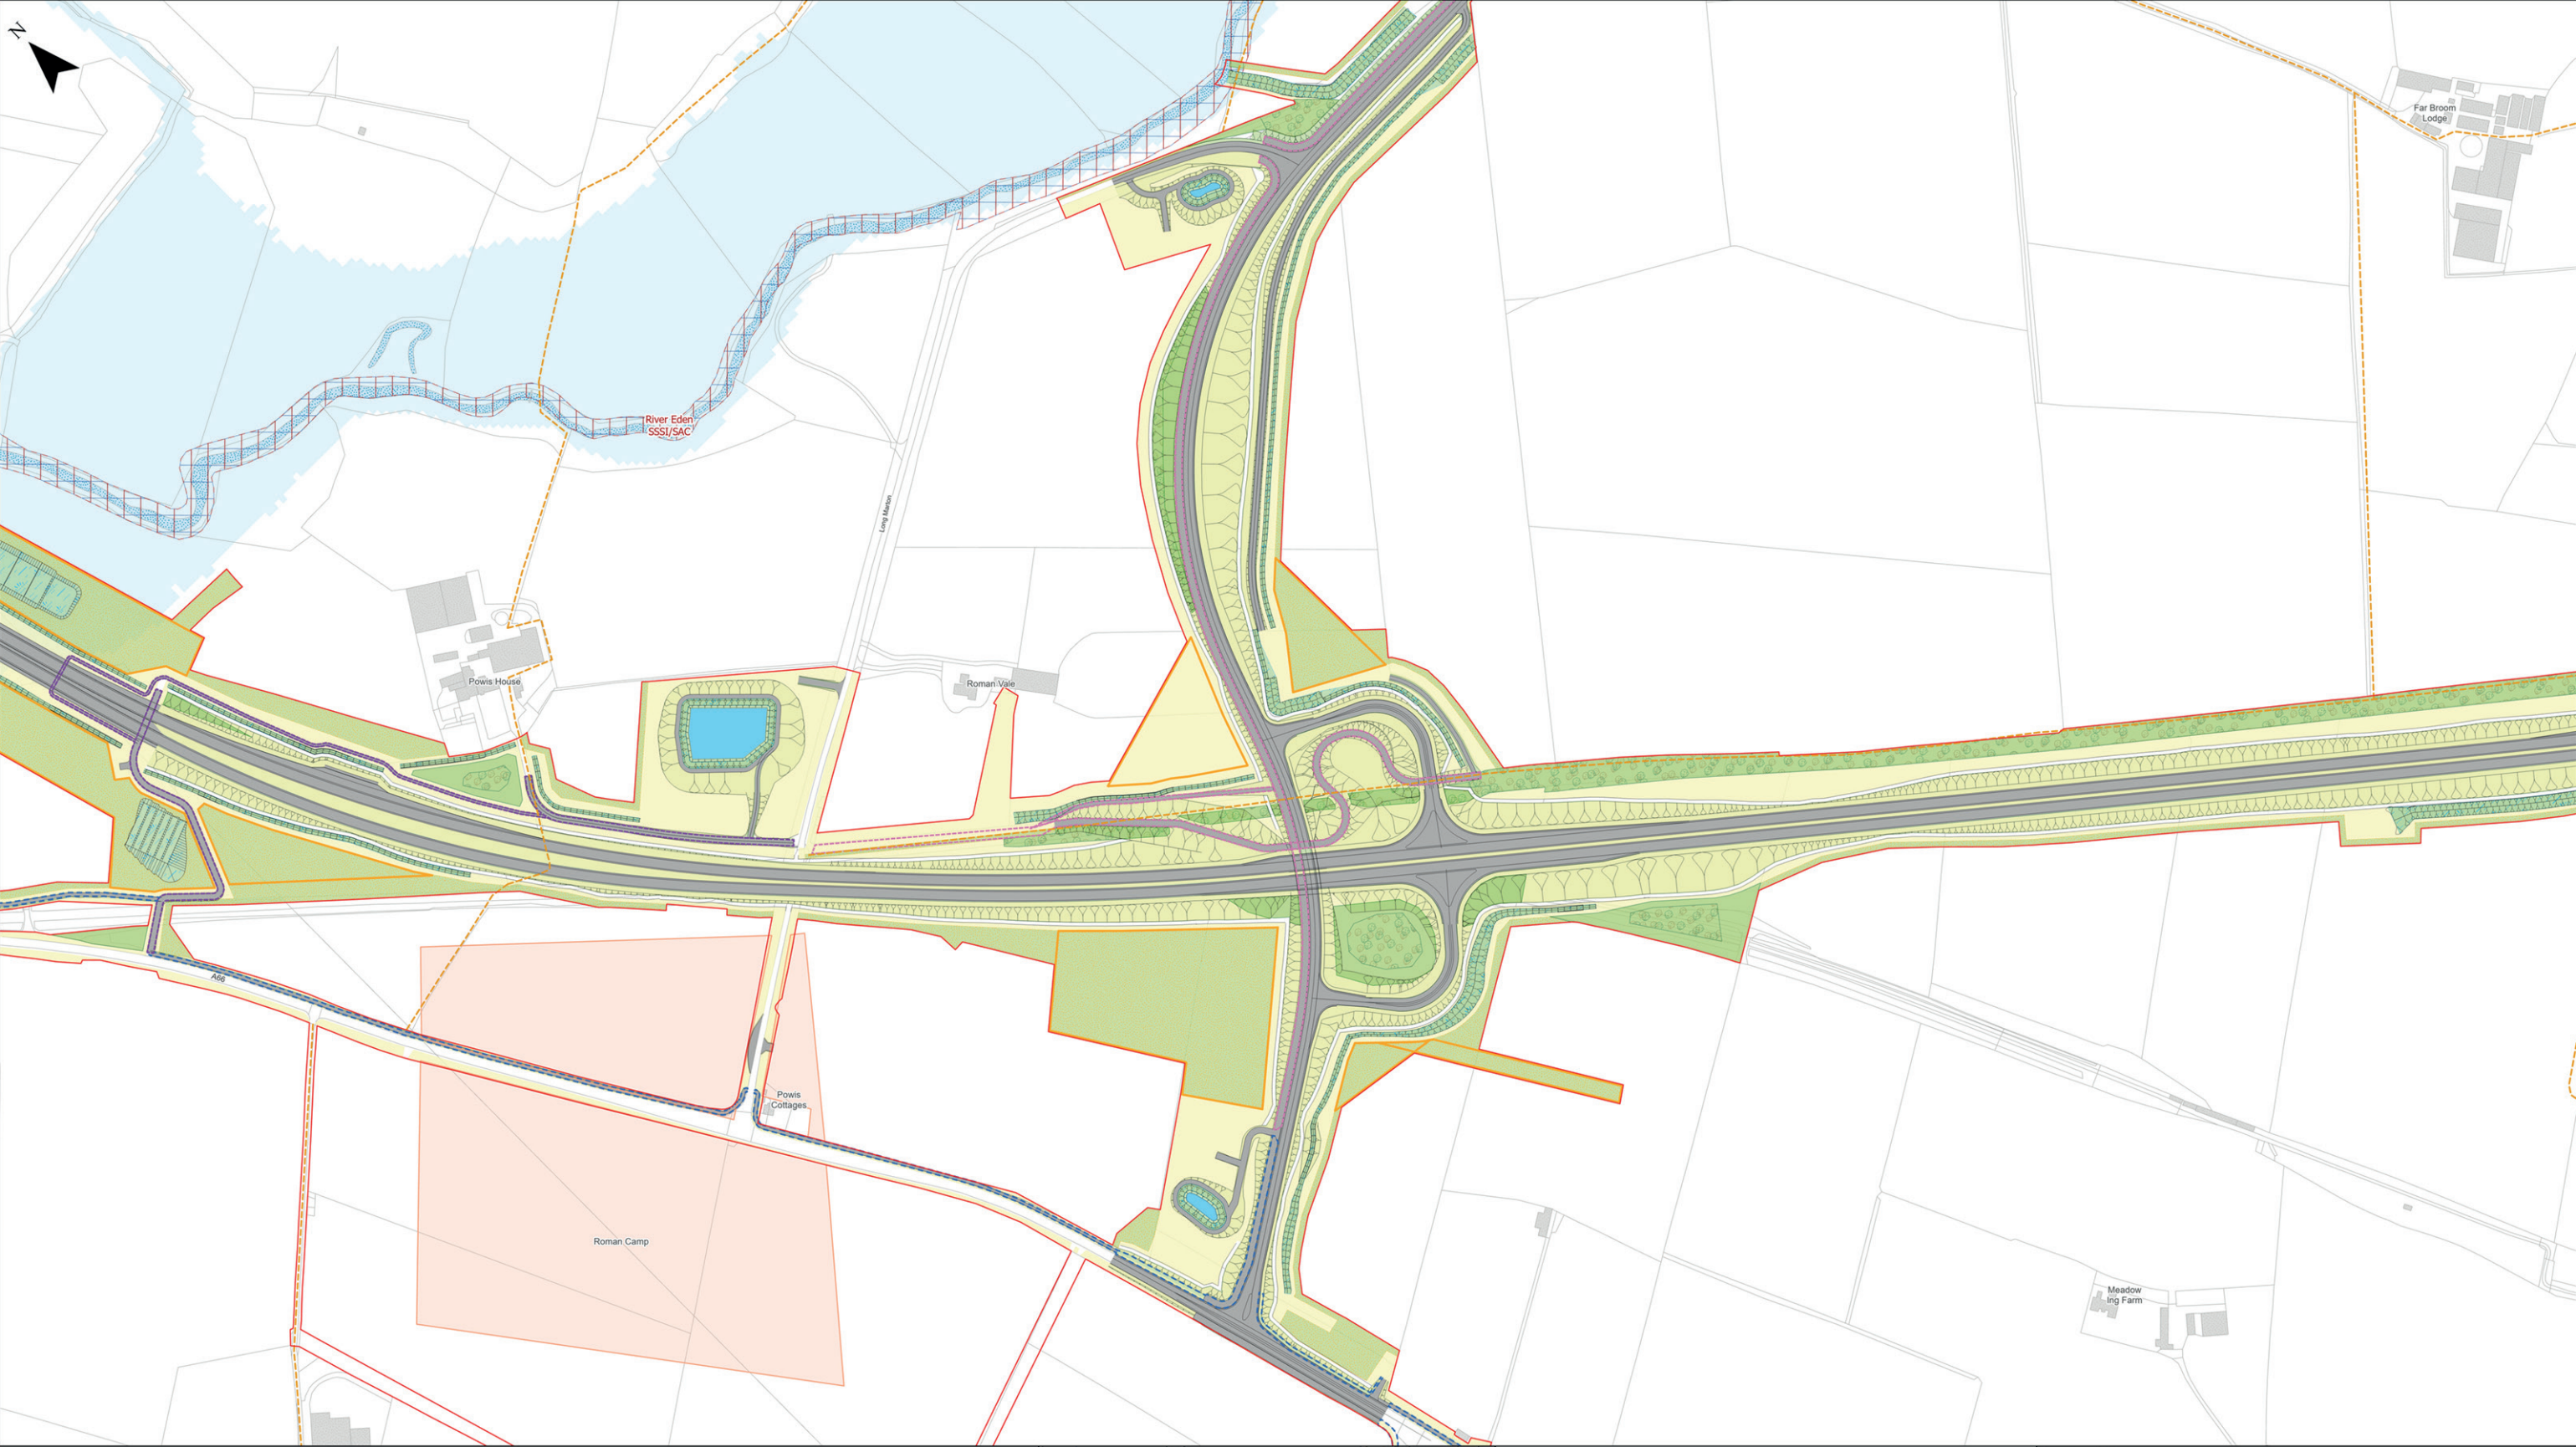 N
Far Broom
Lodge
River Eden
SSSI/SAC
Long Marton
Powis House
Roman Vale
A66
Powis
Cottages
Roman Camp
Meadow
Ing Farm